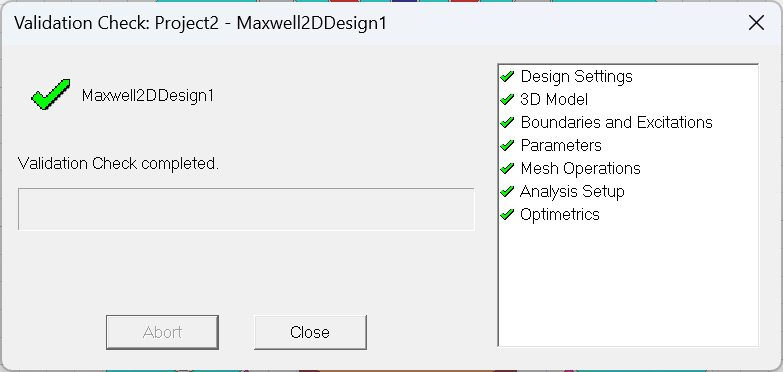 Validation Check: Project2 - Maxwell2DDesign1
Maxwell2DDesign1
Validation Check completed.
Abort
Close
Design Settings
3D Model
Boundaries and Excitations
Parameters
Mesh Operations
Analysis Setup
Optimetrics